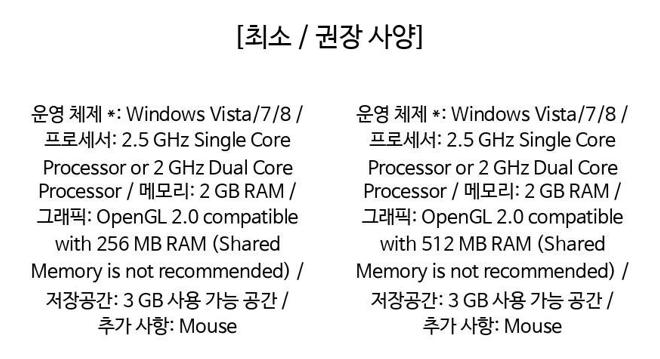 [최소 / 권장 사양]
운영 체제 *: Windows Vista/7/8 /
프로세서: 2.5 GHz Single Core
Processor or 2 GHz Dual Core
Processor / 메모리: 2 GB RAM /
그래픽: OpenGL 2.0 compatible
with 256 MB RAM (Shared
Memory is not recommended) /
저장공간: 3 GB 사용 가능 공간 /
추가 사항: Mouse
운영 체제 *: Windows Vista/7/8 /
프로세서: 2.5 GHz Single Core
Processor or 2 GHz Dual Core
Processor / 메모리: 2 GB RAM /
그래픽: OpenGL 2.0 compatible
with 512 MB RAM (Shared
Memory is not recommended) /
저장공간: 3 GB 사용 가능 공간 /
추가 사항: Mouse